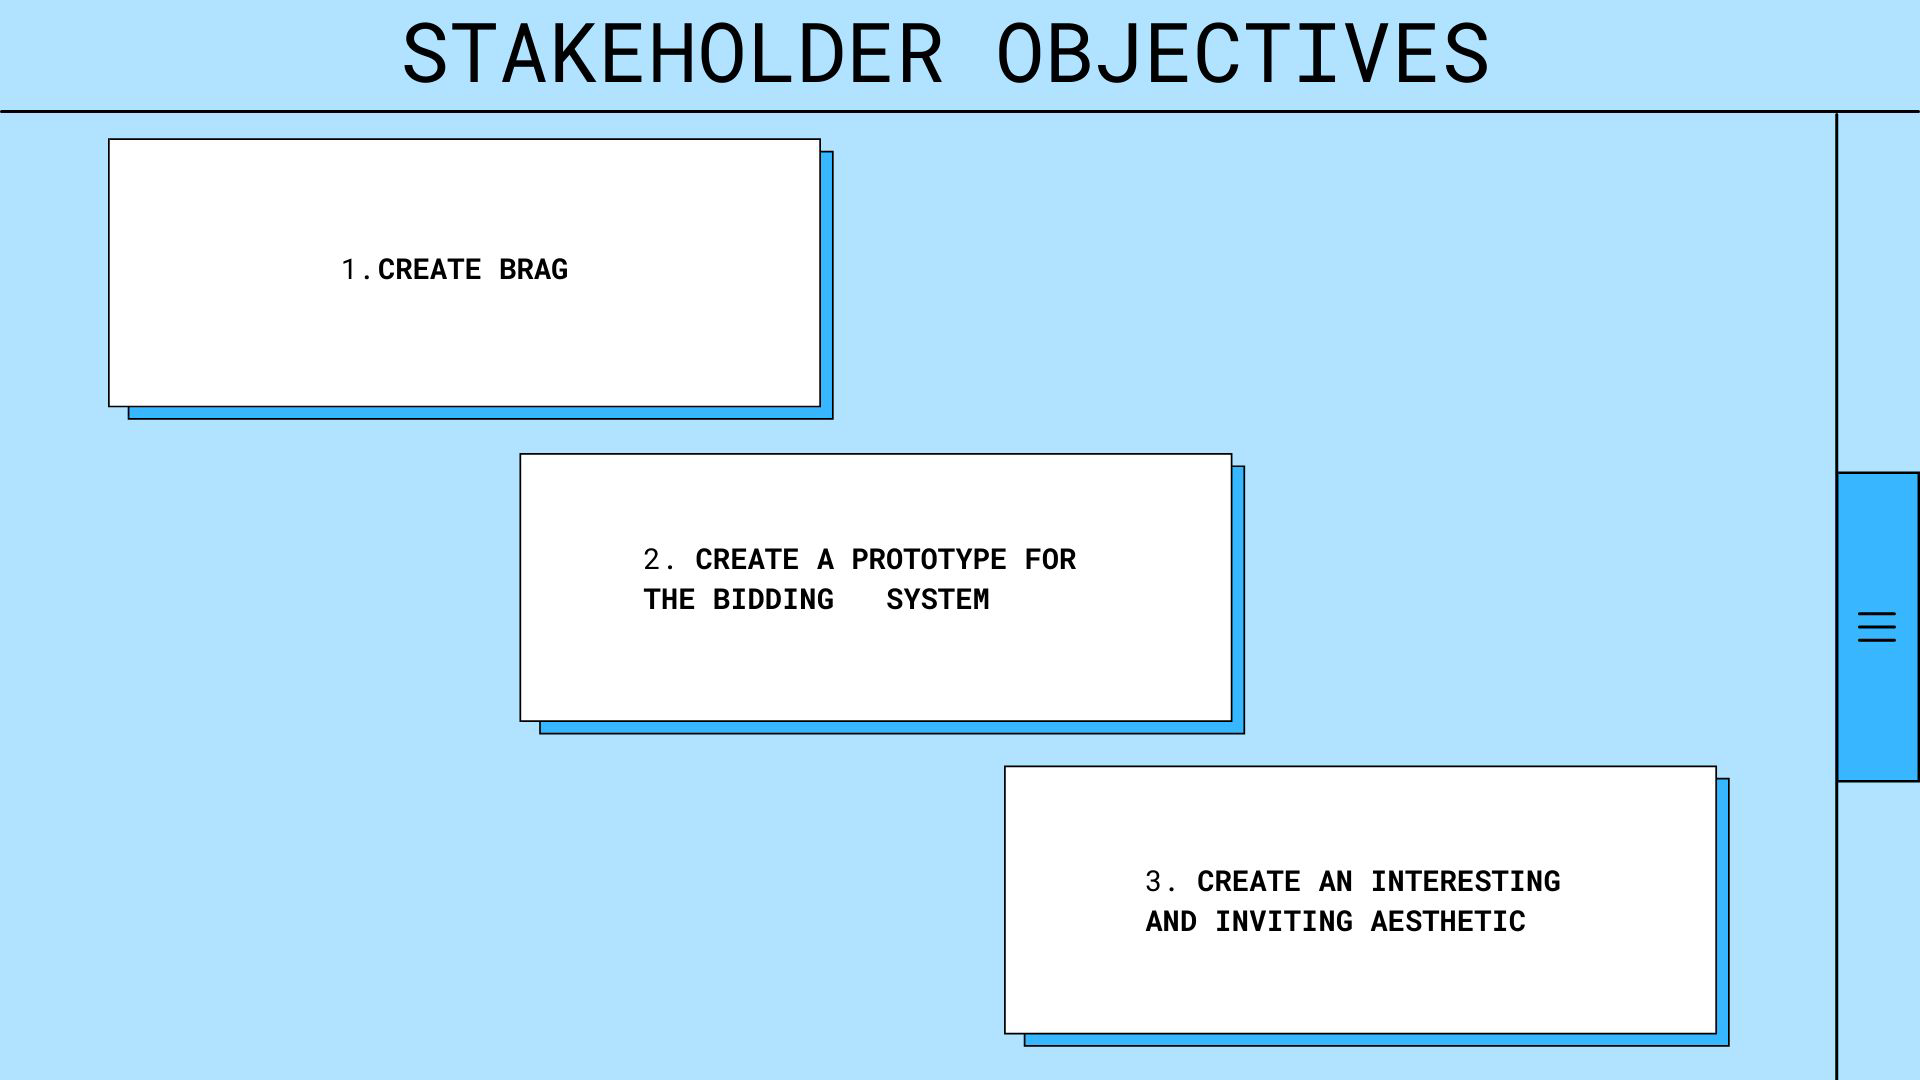 STAKEHOLDER OBJECTIVES
1.CREATE BRAG
2. CREATE A PROTOTYPE FOR
THE BIDDING   SYSTEM
3. CREATE AN INTERESTING
AND INVITING AESTHETIC